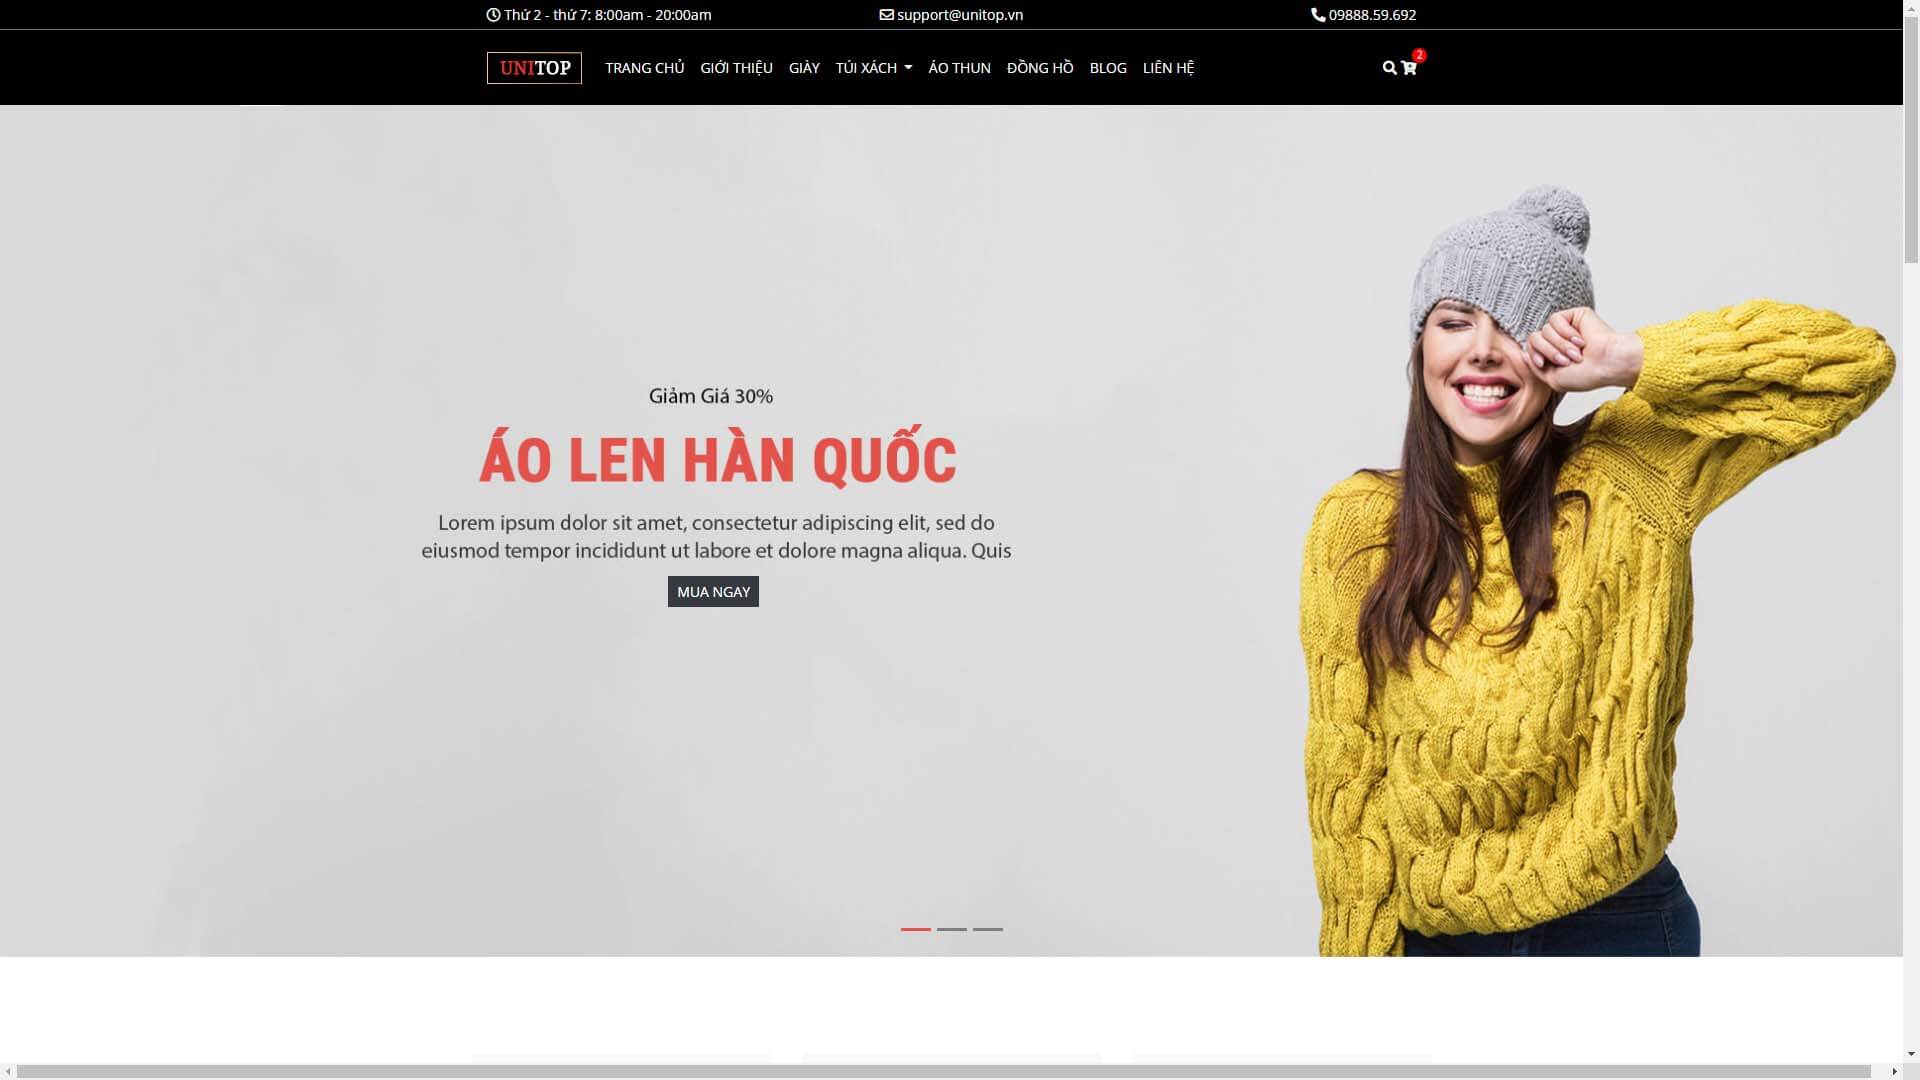 Thứ 2 - thứ 7: 8:00am - 20:00am
support@unitop.vn
09888.59.692
UNITOP
TRANG CHỦ
GIỚI THIỆU
GIÀY
TÚI XÁCH
ÁO THUN
ĐỒNG HỒ
BLOG
LIÊN HỆ
2
Giảm Giá 30%
ÁO LEN HÀN QUỐC
Lorem ipsum dolor sit amet, consectetur adipiscing elit, sed do
eiusmod tempor incididunt ut labore et dolore magna aliqua. Quis
MUA NGAY